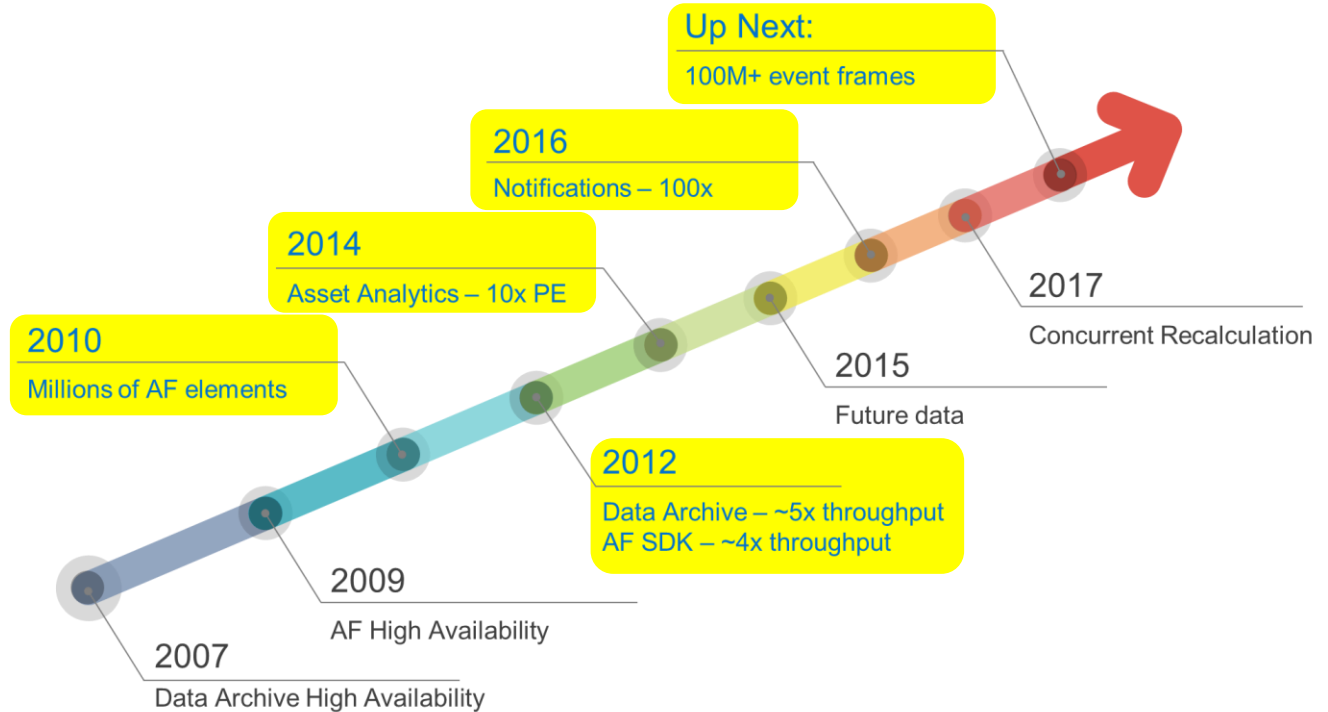 Up Next:
100M+ event frames
2016
Notifications – 100x
2014
Asset Analytics – 10x PE
2017
Concurrent Recalculation
2010
Millions of AF elements
2015
Future data
2012
Data Archive – ~5x throughput
AF SDK – ~4x throughput
2009
AF High Availability
2007
Data Archive High Availability